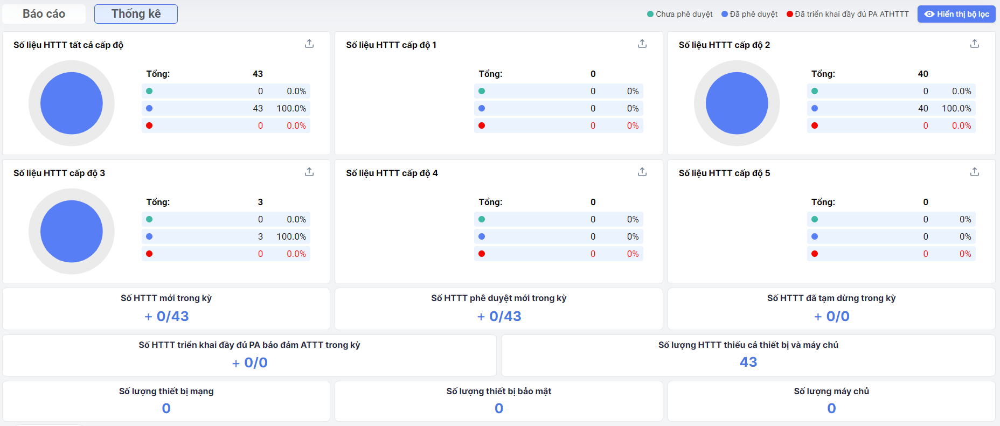 Báo cáo
Thống kê
Chưa phê duyệt
Đã phê duyệt
Đã triển khai đầy đủ PA ATHTTT
Hiển thị bộ lọc
Số liệu HTTT tất cả cấp độ
Tổng: 43
0 0.0%
43 100.0%
0 0.0%
Số liệu HTTT cấp độ 1
Tổng: 0
0 0%
0 0%
0 0%
Số liệu HTTT cấp độ 2
Tổng: 40
0 0.0%
40 100.0%
0 0.0%
Số liệu HTTT cấp độ 3
Tổng: 3
0 0.0%
3 100.0%
0 0.0%
Số liệu HTTT cấp độ 4
Tổng: 0
0 0%
0 0%
0 0%
Số liệu HTTT cấp độ 5
Tổng: 0
0 0%
0 0%
0 0%
Số HTTT mới trong kỳ
+ 0/43
Số HTTT phê duyệt mới trong kỳ
+ 0/43
Số HTTT đã tạm dừng trong kỳ
+ 0/0
Số HTTT triển khai đầy đủ PA bảo đảm ATTT trong kỳ
+ 0/0
Số lượng HTTT thiếu cả thiết bị và máy chủ
43
Số lượng thiết bị mạng
0
Số lượng thiết bị bảo mật
0
Số lượng máy chủ
0